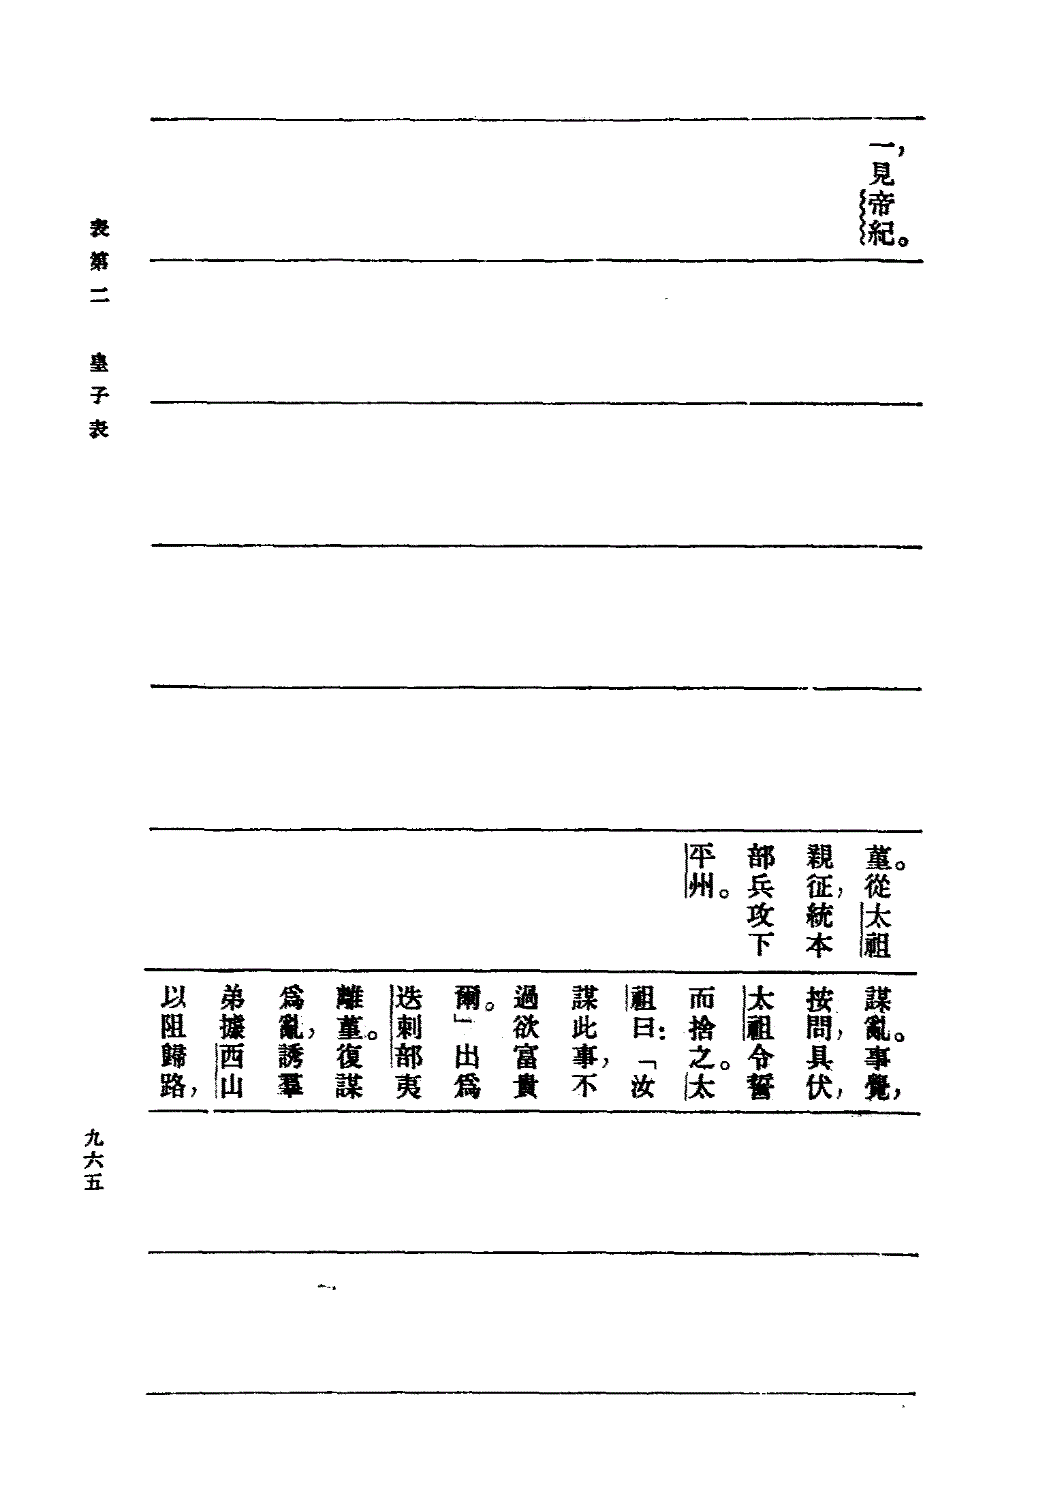 一，見帝紀。
菫。從太祖
親征，統本
部兵攻下
平州。
謀亂。事覺，
按問，具伏，
太祖令誓
而捨之。太
祖曰：「汝
謀此事，不
過欲富貴
爾。」出爲
迭剌部夷
離菫。復謀
爲亂，誘羣
弟據西山
以阻歸路，
表第二　皇子表
九六五